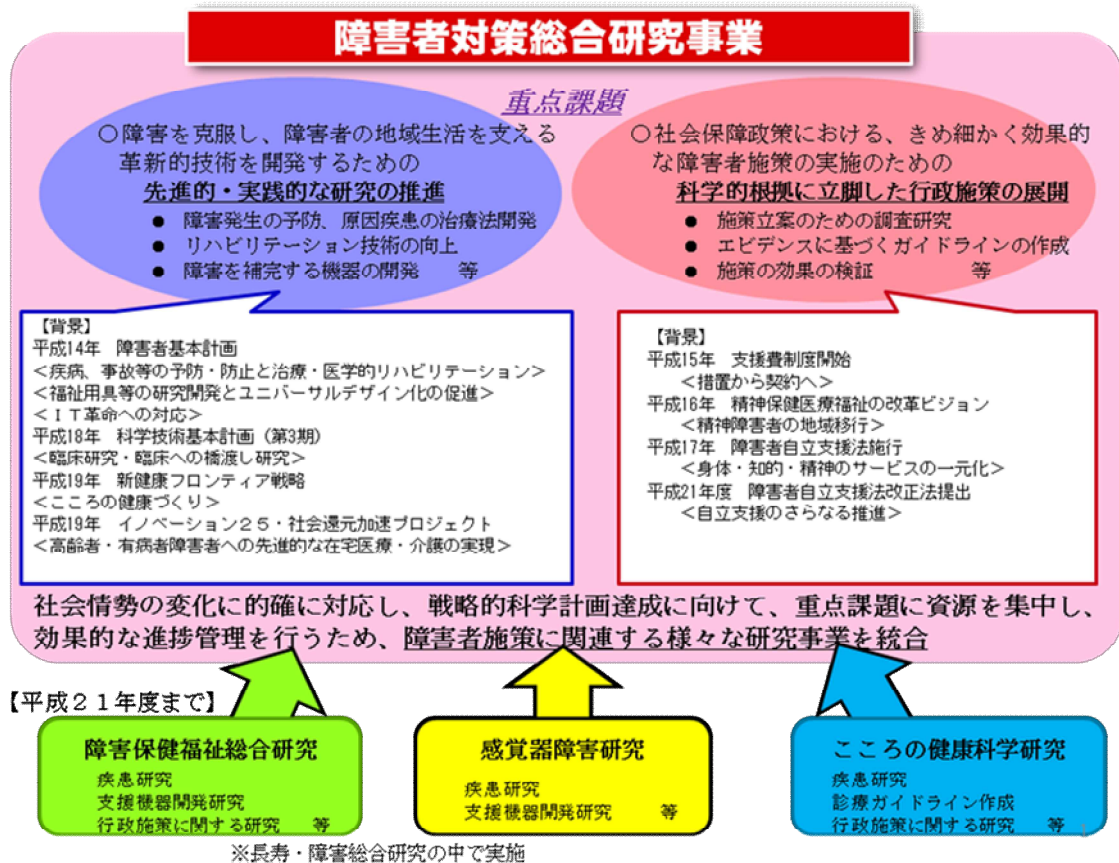 障害者対策総合研究事業
重点課題
○障害を克服し、障害者の地域生活を支える
革新的技術を開発するための
先進的・実践的な研究の推進
● 障害発生の予防、原因疾患の治療法開発
● リハビリテーション技術の向上
● 障害を補完する機器の開発 等
○社会保障政策における、きめ細かく効果的
な障害者施策の実施のための
科学的根拠に立脚した行政施策の展開
● 施策立案のための調査研究
● エビデンスに基づくガイドラインの作成
● 施策の効果の検証 等
【背景】
平成14年 障害者基本計画
<疾病、事故等の予防・防止と治療・医学的リハビリテーション>
<福祉用具等の研究開発とユニバーサルデザイン化の促進>
<IT革命への対応>
平成18年 科学技術基本計画(第3期)
<臨床研究・臨床への橋渡し研究>
平成19年 新健康フロンティア戦略
<こころの健康づくり>
平成19年 イノベーション25・社会還元加速プロジェクト
<高齢者・有病者障害者への先進的な在宅医療・介護の実現>
【背景】
平成15年 支援費制度開始
<措置から契約へ>
平成16年 精神保健医療福祉の改革ビジョン
<精神障害者の地域移行>
平成17年 障害者自立支援法施行
<身体・知的・精神のサービスの一元化>
平成21年度 障害者自立支援法改正法提出
<自立支援のさらなる推進>
社会情勢の変化に的確に対応し、戦略的科学計画達成に向けて、重点課題に資源を集中し、
効果的な進捗管理を行うため、障害者施策に関連する様々な研究事業を統合
【平成21年度まで】
障害保健福祉総合研究
疾患研究
支援機器開発研究
行政施策に関する研究 等
感覚器障害研究
疾患研究
支援機器開発研究 等
こころの健康科学研究
疾患研究
診療ガイドライン作成
行政施策に関する研究 等
1
※長寿・障害総合研究の中で実施